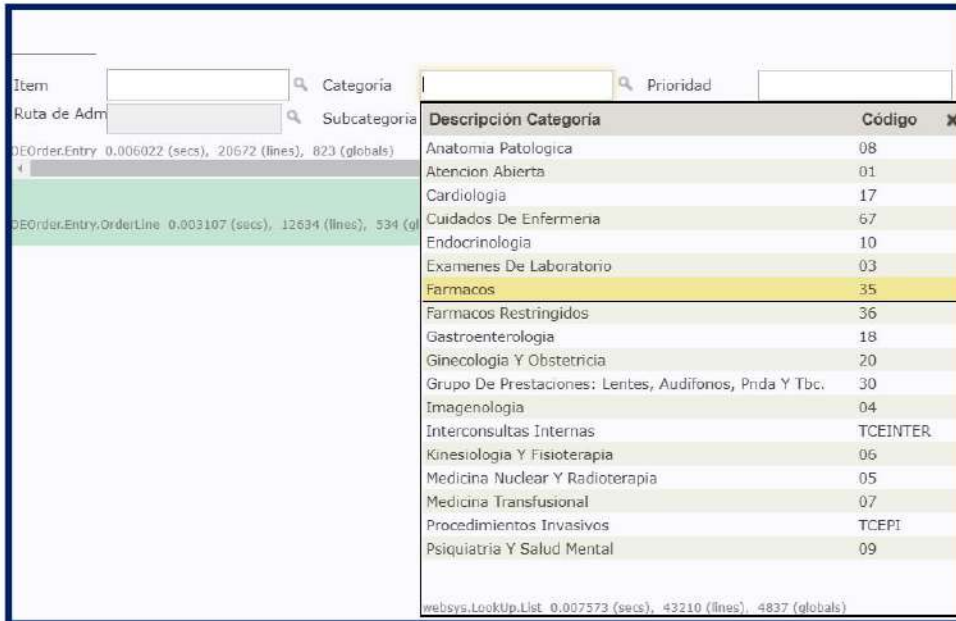 Item Categoría Prioridad
Ruta de Adm Subcategoria
OEOrder.Entry 0.006022 (secs), 20672 (lines), 823 (globals)
OEOrder.Entry.OrderLine 0.003107 (secs), 12634 (lines), 534 (gl
Descripción Categoría Código x
Anatomia Patologica 08
Atencion Abierta 01
Cardiologia 17
Cuidados De Enfermeria 67
Endocrinologia 10
Examenes De Laboratorio 03
Farmacos 35
Farmacos Restringidos 36
Gastroenterologia 18
Ginecologia Y Obstetricia 20
Grupo De Prestaciones: Lentes, Audífonos, Pnda Y Tbc. 30
Imagenologia 04
Interconsultas Internas TCEINTER
Kinesiologia Y Fisioterapia 06
Medicina Nuclear Y Radioterapia 05
Medicina Transfusional 07
Procedimientos Invasivos TCEPI
Psiquiatria Y Salud Mental 09
websys.LookUp.List 0.007573 (secs), 43210 (lines), 4837 (globals)